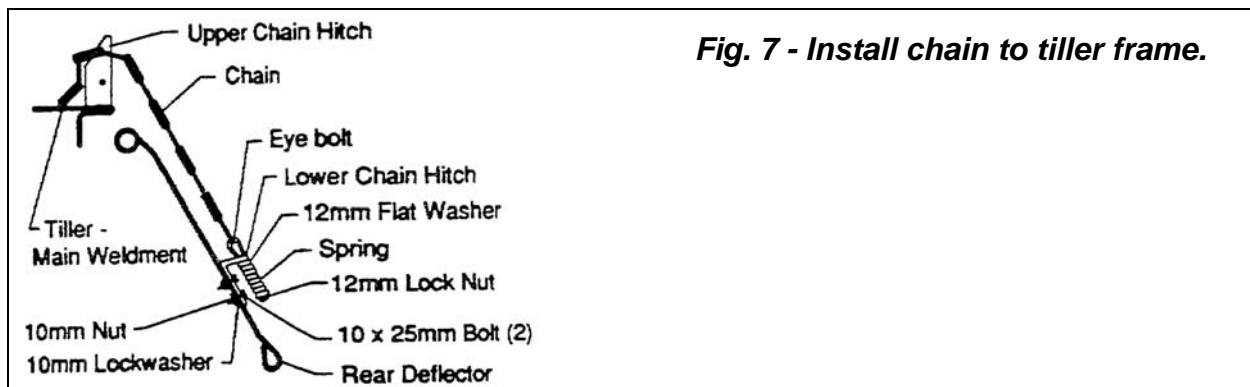 Fig. 7 - Install chain to tiller frame.
Upper Chain Hitch
Chain
Eye bolt
Lower Chain Hitch
12mm Flat Washer
Spring
12mm Lock Nut
10 x 25mm Bolt (2)
Rear Deflector
Tiller -
Main Weldment
10mm Nut
10mm Lockwasher